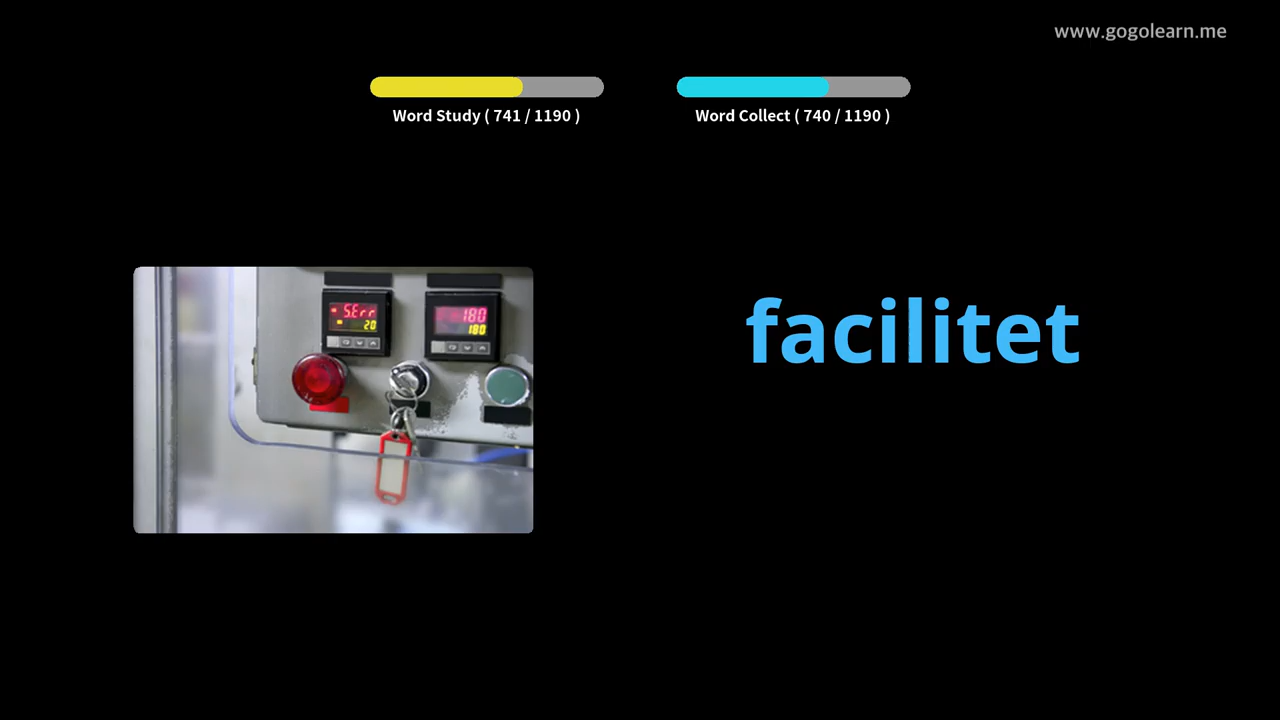 www.gogolearn.me
Word Study ( 741 / 1190 )
Word Collect ( 740 / 1190 )
facilitet
SErr
20
180
180